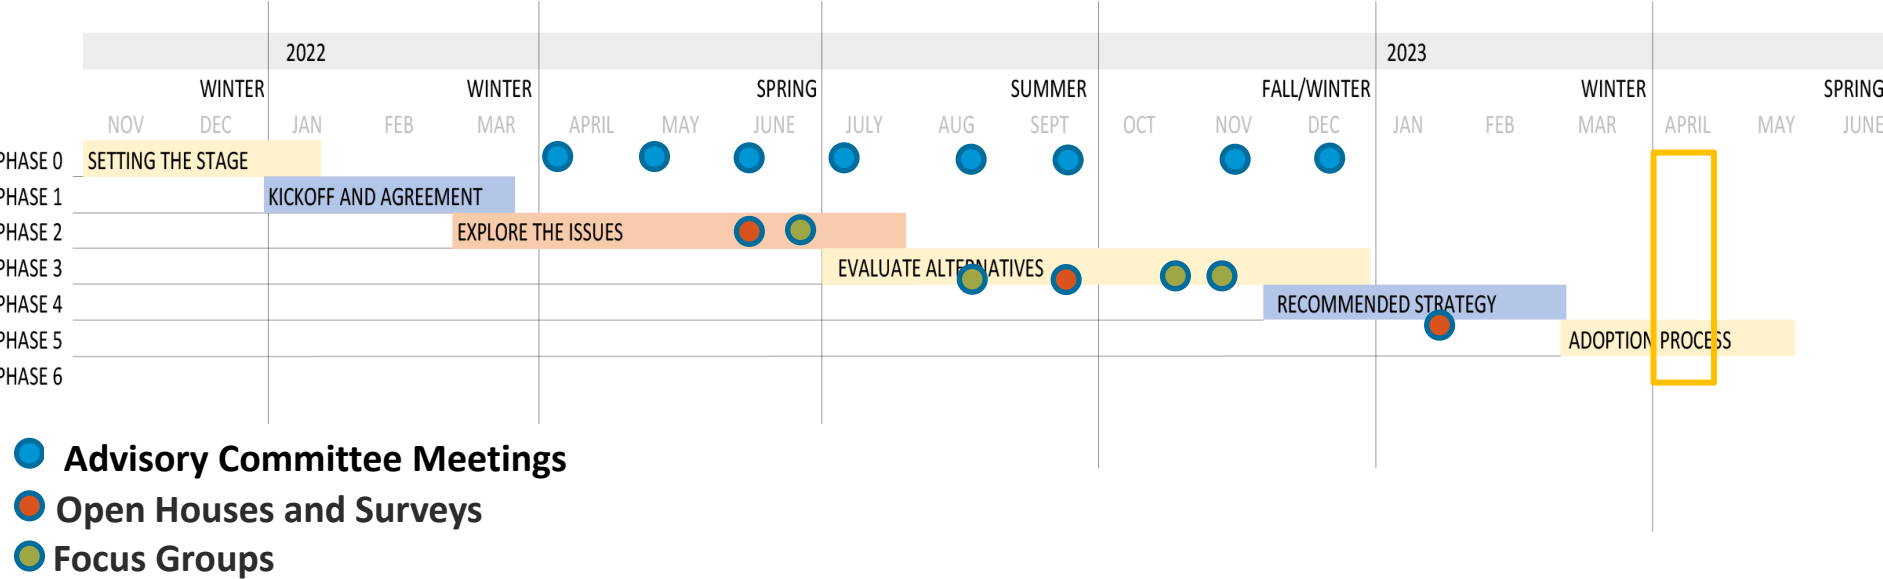 2022 2023
WINTER WINTER SPRING SUMMER FALL/WINTER WINTER SPRING
NOV DEC JAN FEB MAR APRIL MAY JUNE JULY AUG SEPT OCT NOV DEC JAN FEB MAR APRIL MAY JUNE
PHASE 0 SETTING THE STAGE
PHASE 1 KICKOFF AND AGREEMENT
PHASE 2 EXPLORE THE ISSUES
PHASE 3 EVALUATE ALTERNATIVES
PHASE 4 RECOMMENDED STRATEGY
PHASE 5 ADOPTION PROCESS
PHASE 6
Advisory Committee Meetings
Open Houses and Surveys
Focus Groups